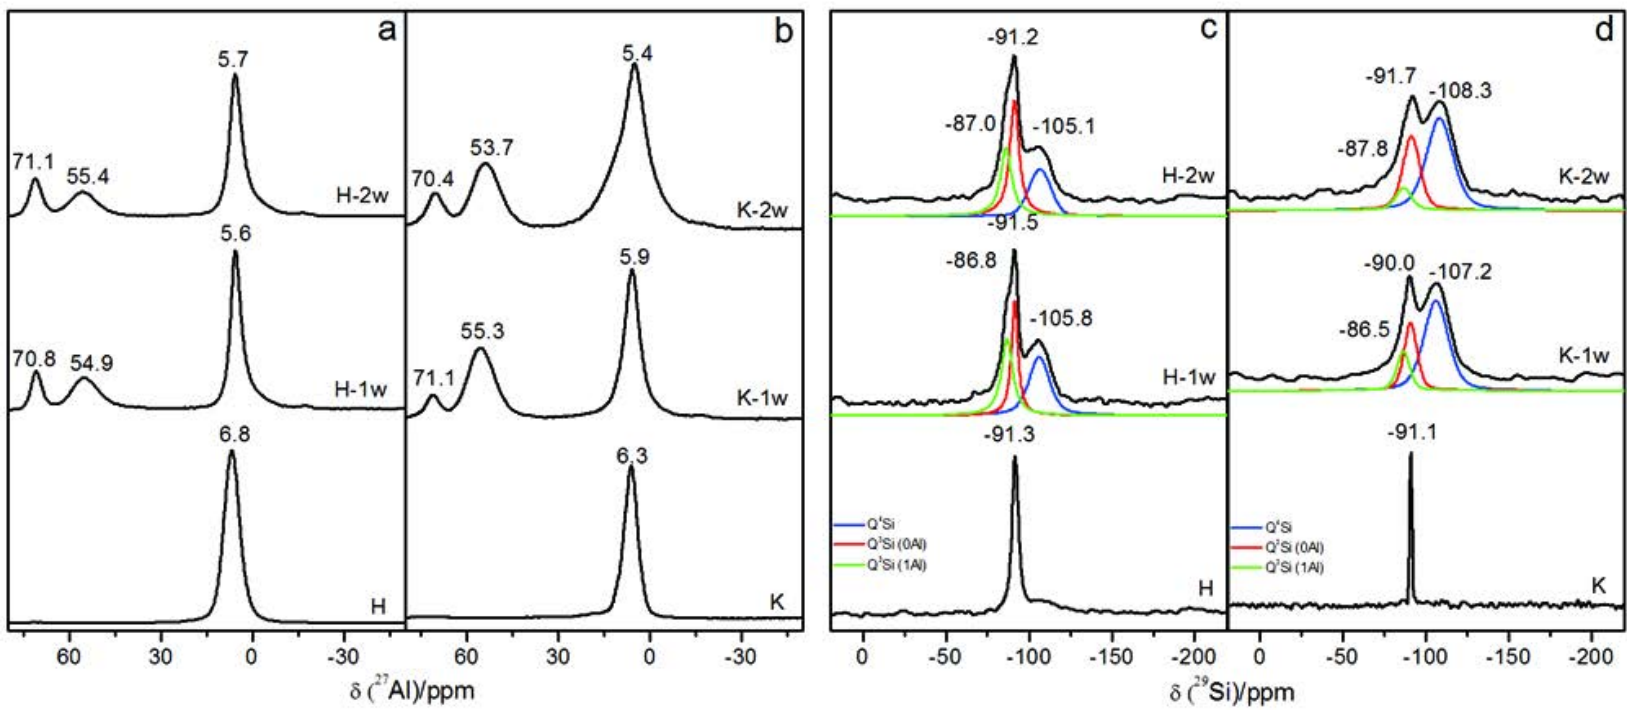 a
5.7
71.1
55.4
H-2w
5.6
70.8
54.9
H-1w
6.8
H
b
5.4
53.7
70.4
K-2w
5.9
55.3
71.1
K-1w
6.3
K
60 30 0 -30
60 30 0 -30
δ (²⁷Al)/ppm
c
-91.2
-87.0
-105.1
H-2w
-91.5
-86.8
-105.8
H-1w
-91.3
Q⁴Si
Q³Si (0Al)
Q³Si (1Al)
H
d
-91.7
-108.3
-87.8
K-2w
-90.0
-107.2
-86.5
K-1w
-91.1
Q⁴Si
Q³Si (0Al)
Q³Si (1Al)
K
0 -50 -100 -150 -200
0 -50 -100 -150 -200
δ (²⁹Si)/ppm